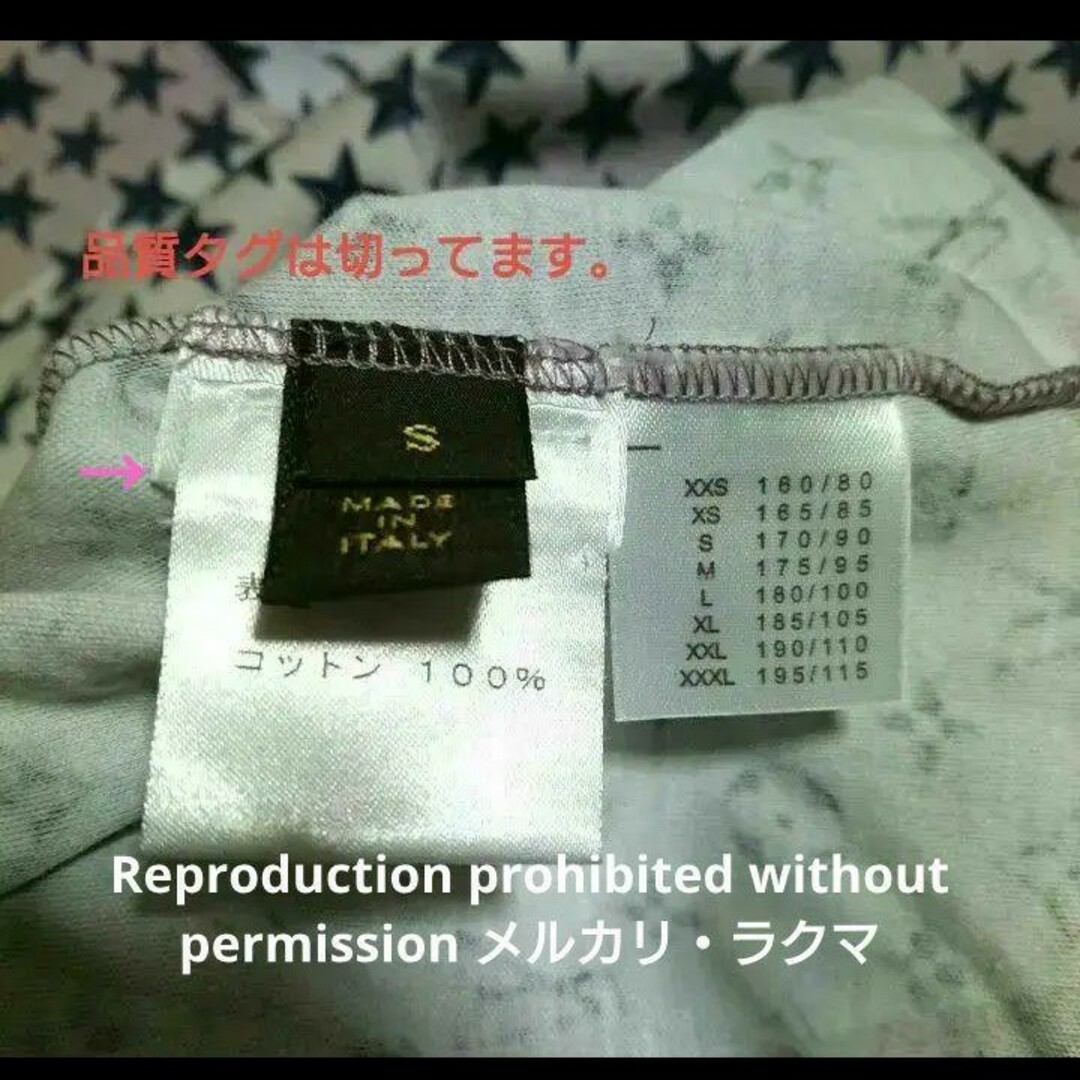 品質タグは切ってます。
→
S
MADE
IN
ITALY
表
コットン 100%
XXS 160/80
XS 165/85
S 170/90
M 175/95
L 180/100
XL 185/105
XXL 190/110
XXXL 195/115
Reproduction prohibited without
permission メルカリ・ラクマ